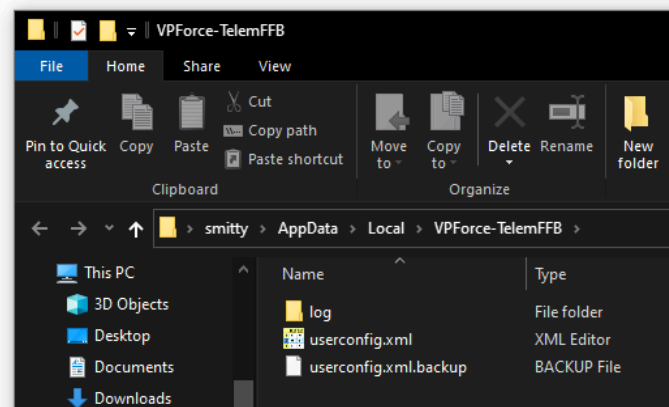 VPForce-TelemFFB
File Home Share View
Pin to Quick access
Copy
Paste
Cut
Copy path
Paste shortcut
Move to
Copy to
Delete
Rename
New folder
Clipboard
Organize
smitty > AppData > Local > VPForce-TelemFFB >
This PC
3D Objects
Desktop
Documents
Downloads
Name Type
log File folder
userconfig.xml XML Editor
userconfig.xml.backup BACKUP File